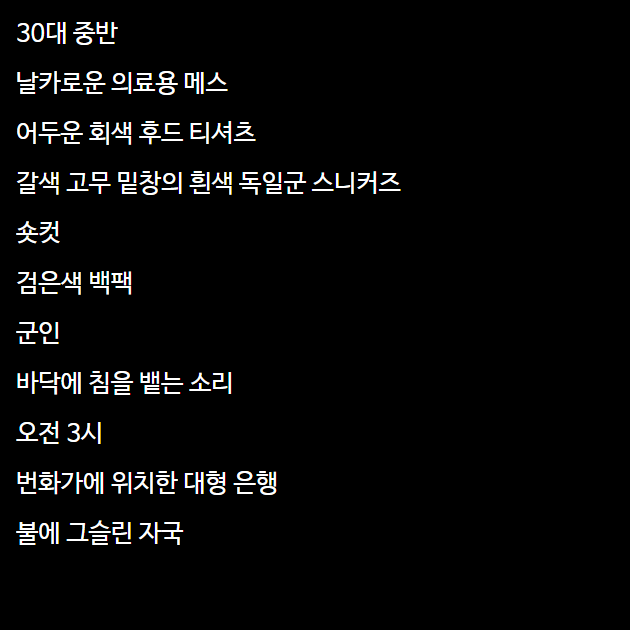 30대 중반
날카로운 의료용 메스
어두운 회색 후드 티셔츠
갈색 고무 밑창의 흰색 독일군 스니커즈
숏컷
검은색 백팩
군인
바닥에 침을 뱉는 소리
오전 3시
번화가에 위치한 대형 은행
불에 그슬린 자국